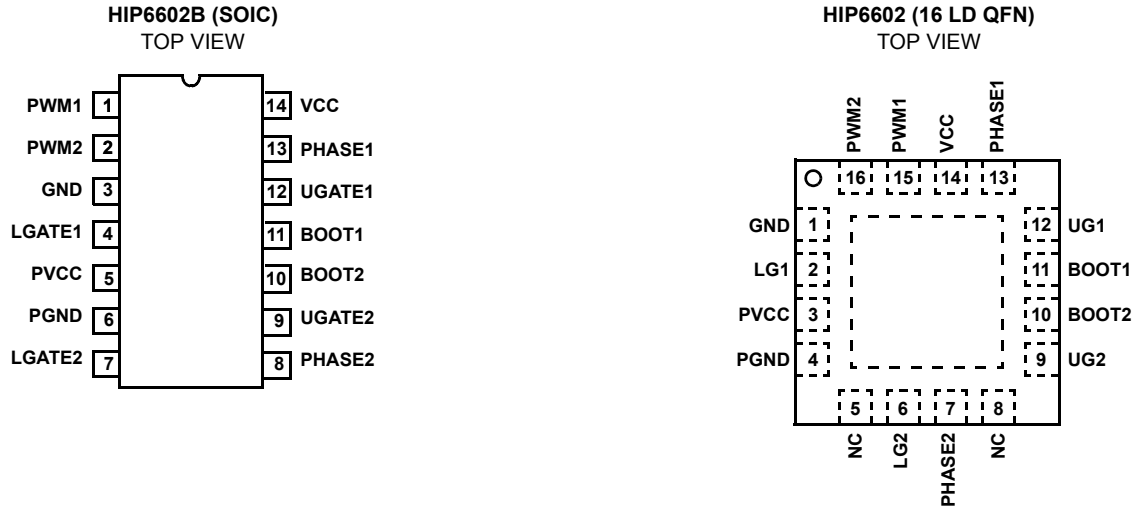 HIP6602B (SOIC)
TOP VIEW
PWM1 1
PWM2 2
GND 3
LGATE1 4
PVCC 5
PGND 6
LGATE2 7
14 VCC
13 PHASE1
12 UGATE1
11 BOOT1
10 BOOT2
9 UGATE2
8 PHASE2
HIP6602 (16 LD QFN)
TOP VIEW
PWM2
PWM1
VCC
PHASE1
16 15 14 13
GND 1
LG1 2
PVCC 3
PGND 4
12 UG1
11 BOOT1
10 BOOT2
9 UG2
5 6 7 8
NC
LG2
PHASE2
NC